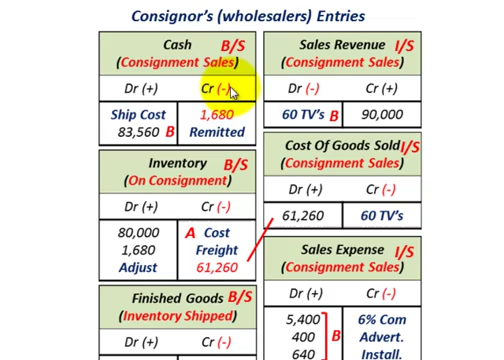 Consignor's (wholesalers) Entries
Cash B/S
(Consignment Sales)
Dr (+) Cr (-)
Ship Cost 1,680
83,560 B Remitted
Inventory B/S
(On Consignment)
Dr (+) Cr (-)
80,000 A Cost
1,680 Freight
Adjust 61,260
Finished Goods B/S
(Inventory Shipped)
Dr (+) Cr (-)
Sales Revenue I/S
(Consignment Sales)
Dr (-) Cr (+)
60 TV's B 90,000
Cost Of Goods Sold I/S
(Consignment Sales)
Dr (+) Cr (-)
61,260 60 TV's
Sales Expense I/S
(Consignment Sales)
Dr (+) Cr (-)
5,400 6% Com
400 B Advert.
640 Install.